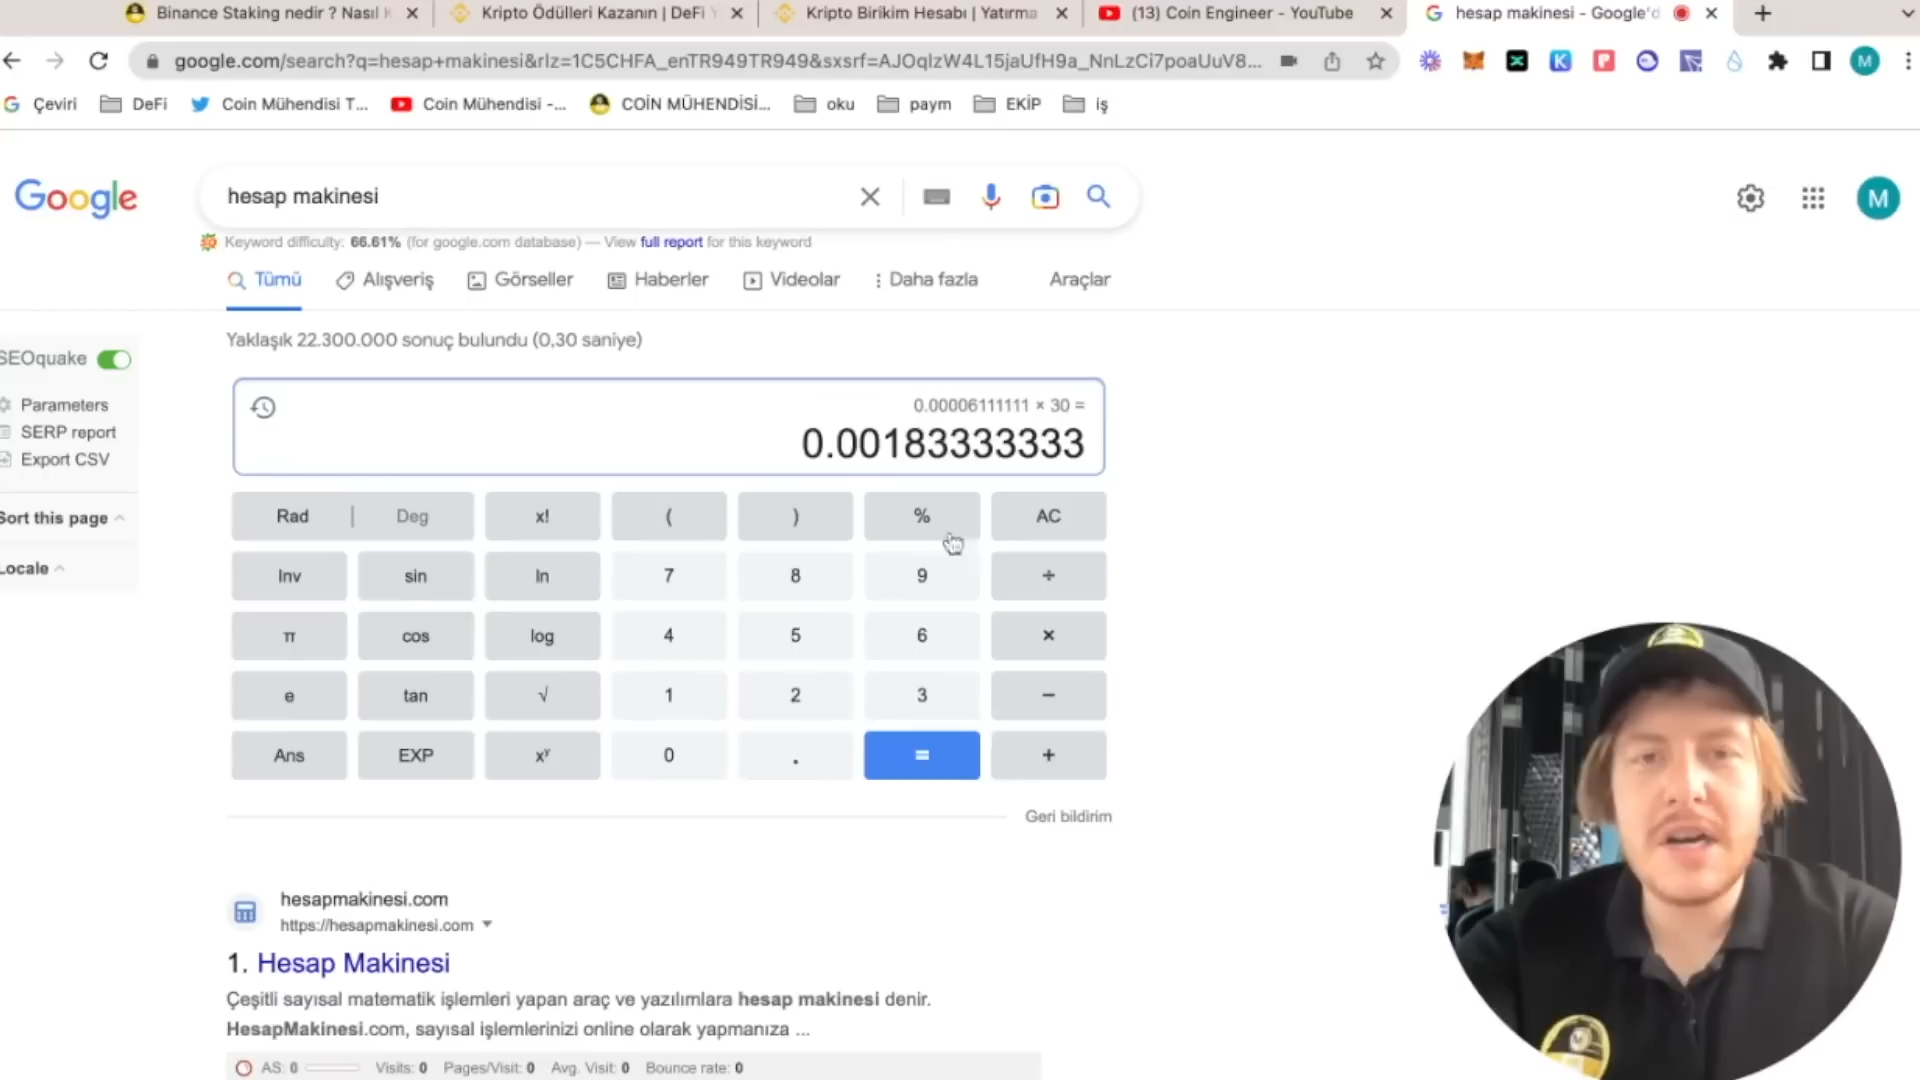 Binance Staking nedir ? Nasıl
Kripto Ödülleri Kazanın | DeFi
Kripto Birikim Hesabı | Yatırma
(13) Coin Engineer - YouTube
hesap makinesi - Google'd
google.com/search?q=hesap+makinesi&rlz=1C5CHFA_enTR949TR949&sxsrf=AJOqlzW4L15jaUfH9a_NnLzCi7poaUuV8...
M
Çeviri
DeFi
Coin Mühendisi T...
Coin Mühendisi -...
COİN MÜHENDİSİ...
oku
paym
EKİP
iş
Google
hesap makinesi
M
Keyword difficulty: 66.61% (for google.com database) — View full report for this keyword
Tümü
Alışveriş
Görseller
Haberler
Videolar
Daha fazla
Araçlar
Yaklaşık 22.300.000 sonuç bulundu (0,30 saniye)
SEOquake
Parameters
SERP report
Export CSV
Sort this page
Locale
0.00006111111 × 30 =
0.00183333333
Rad | Deg x! ( ) % AC
Inv sin ln 7 8 9 ÷
π cos log 4 5 6 ×
e tan √ 1 2 3 −
Ans EXP xʸ 0 . = +
Geri bildirim
hesapmakinesi.com
https://hesapmakinesi.com
1. Hesap Makinesi
Çeşitli sayısal matematik işlemleri yapan araç ve yazılımlara hesap makinesi denir.
HesapMakinesi.com, sayısal işlemlerinizi online olarak yapmanıza ...
AS: 0 Visits: 0 Pages/Visit: 0 Avg. Visit: 0 Bounce rate: 0